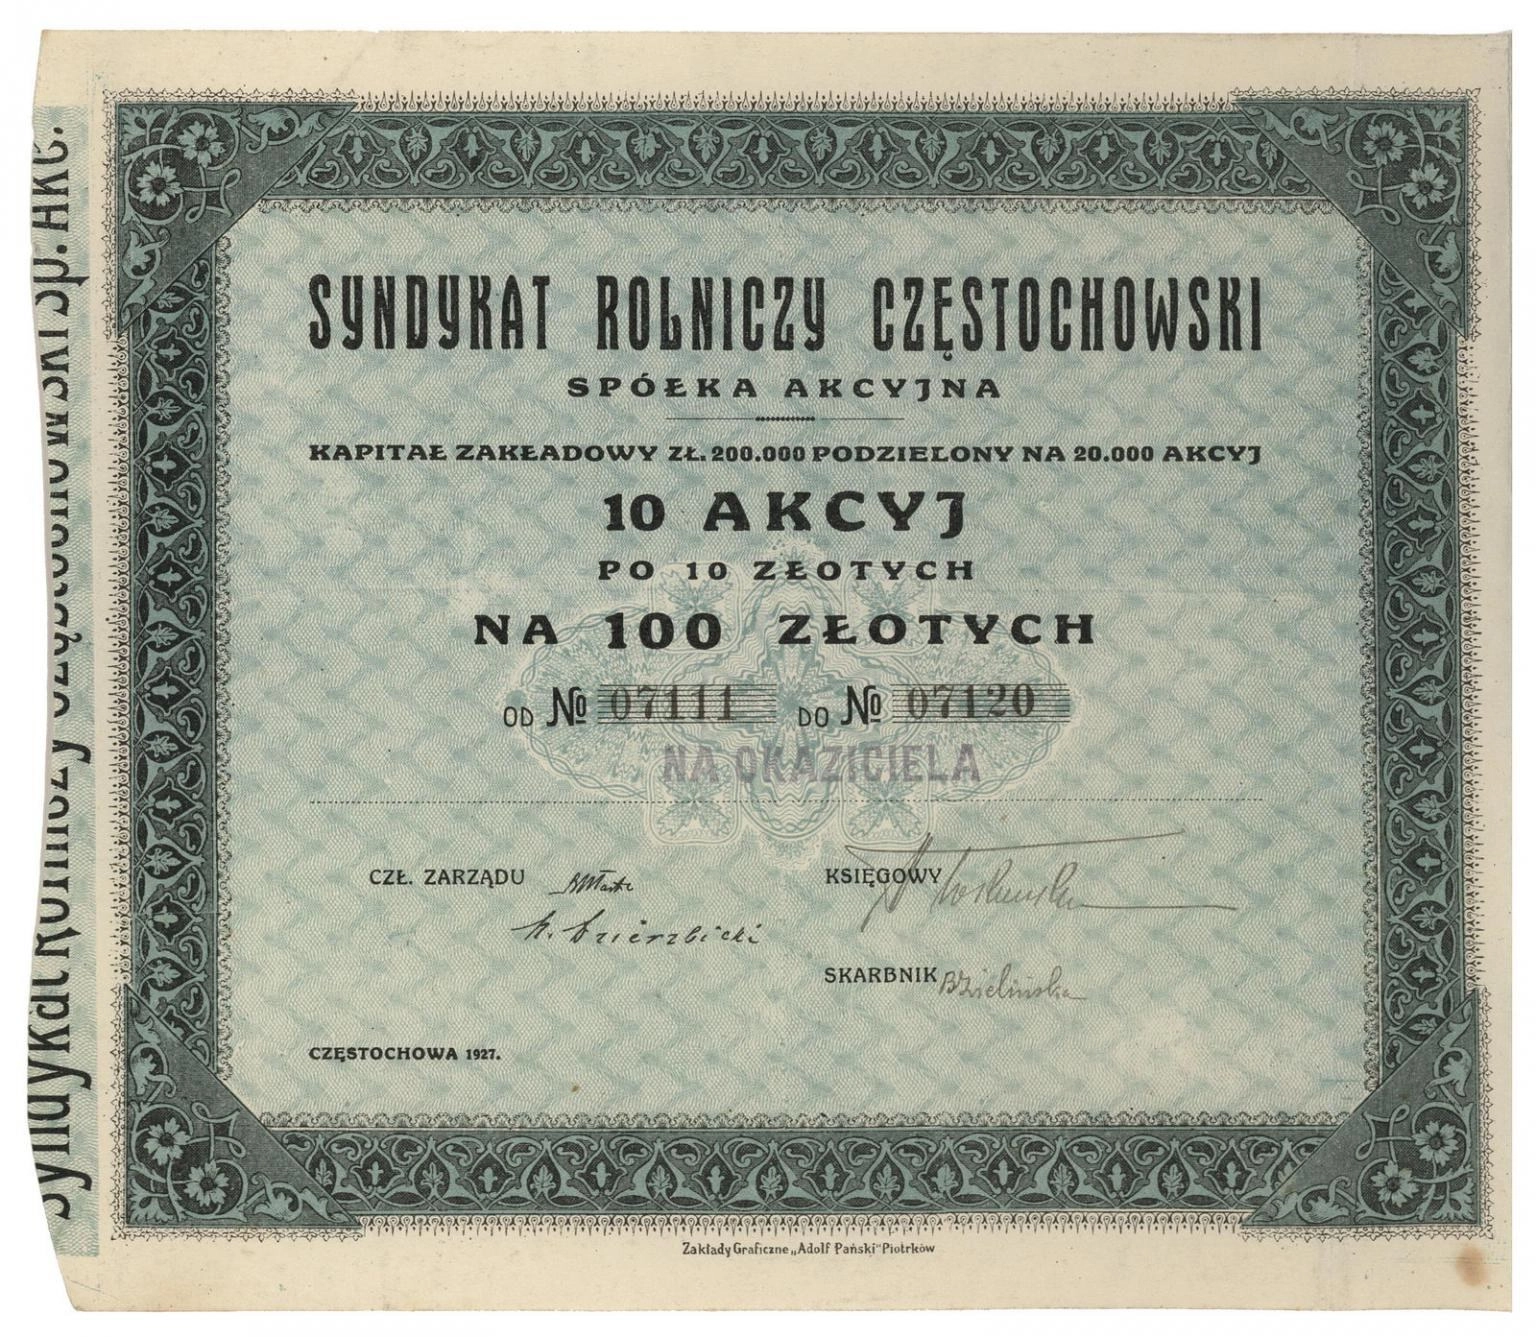 Syndykat Rolniczy Częstochowski Sp. Akc.
SYNDYKAT ROLNICZY CZĘSTOCHOWSKI
SPÓŁKA AKCYJNA
KAPITAŁ ZAKŁADOWY ZŁ. 200.000 PODZIELONY NA 20.000 AKCYJ
10 AKCYJ
PO 10 ZŁOTYCH
NA 100 ZŁOTYCH
OD № 07111 DO № 07120
NA OKAZICIELA
CZŁ. ZARZĄDU
KSIĘGOWY
SKARBNIK BZielińska
CZĘSTOCHOWA 1927.
Zakłady Graficzne „Adolf Pański" Piotrków